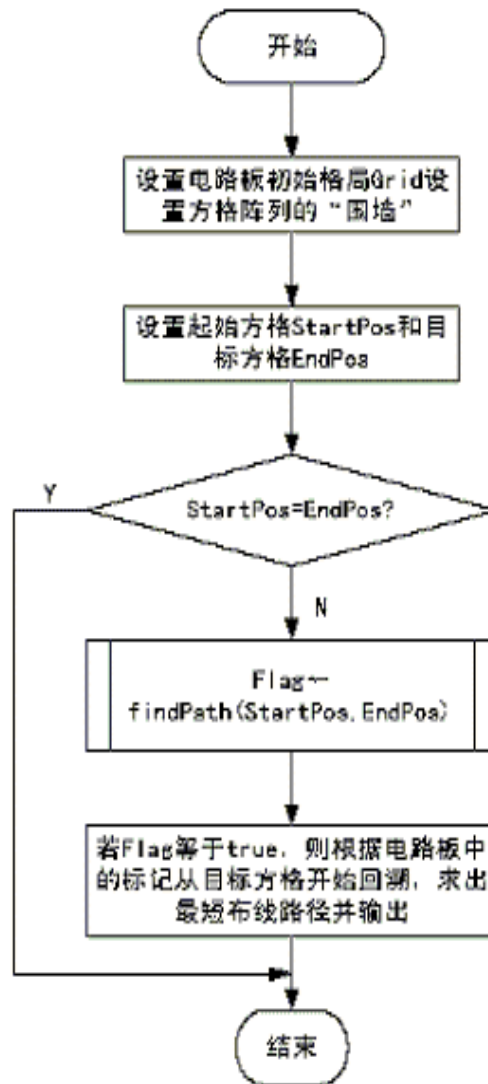 开始
设置电路板初始格局Grid设
置方格阵列的“围墙”
设置起始方格StartPos和目
标方格EndPos
Y
StartPos=EndPos?
N
Flag←
findPath(StartPos,EndPos)
若Flag等于true, 则根据电路板中
的标记从目标方格开始回溯, 求出
最短布线路径并输出
结束